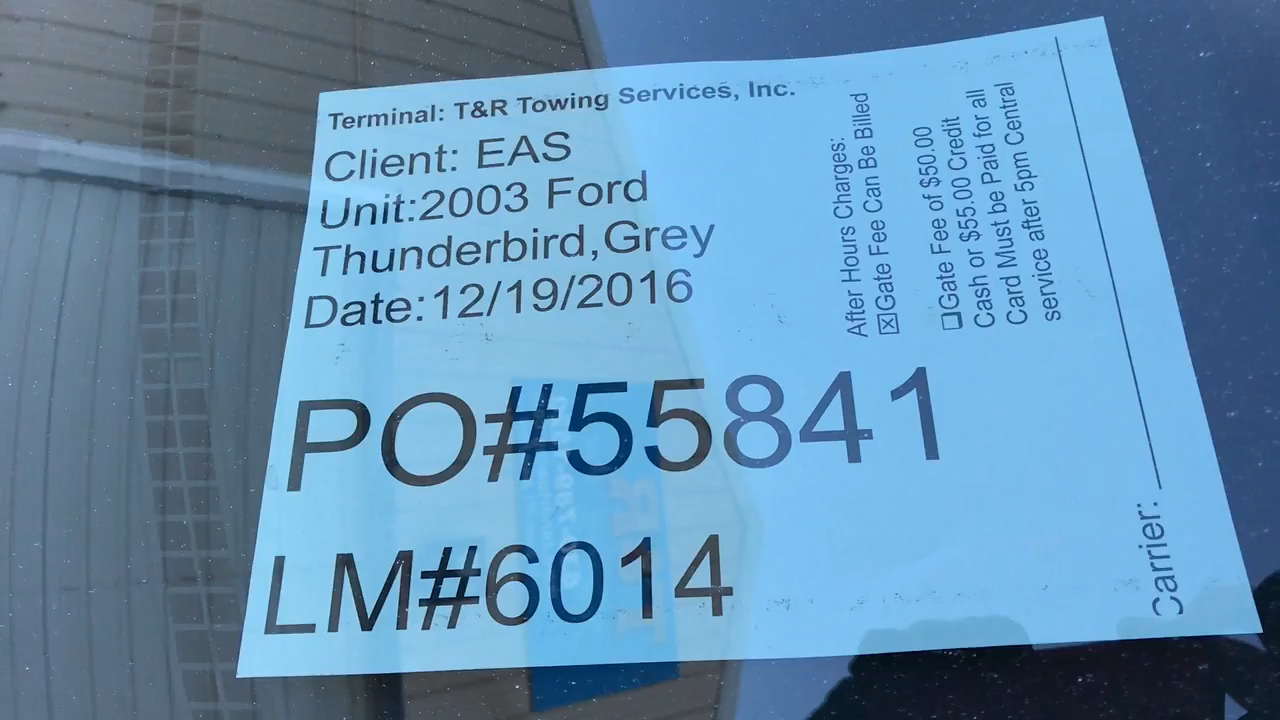 Terminal: T&R Towing Services, Inc.
Client: EAS
Unit:2003 Ford
Thunderbird,Grey
Date:12/19/2016
PO#55841
LM#6014
After Hours Charges:
☒Gate Fee Can Be Billed
☐Gate Fee of $50.00
Cash or $55.00 Credit
Card Must be Paid for all
service after 5pm Central
Carrier: